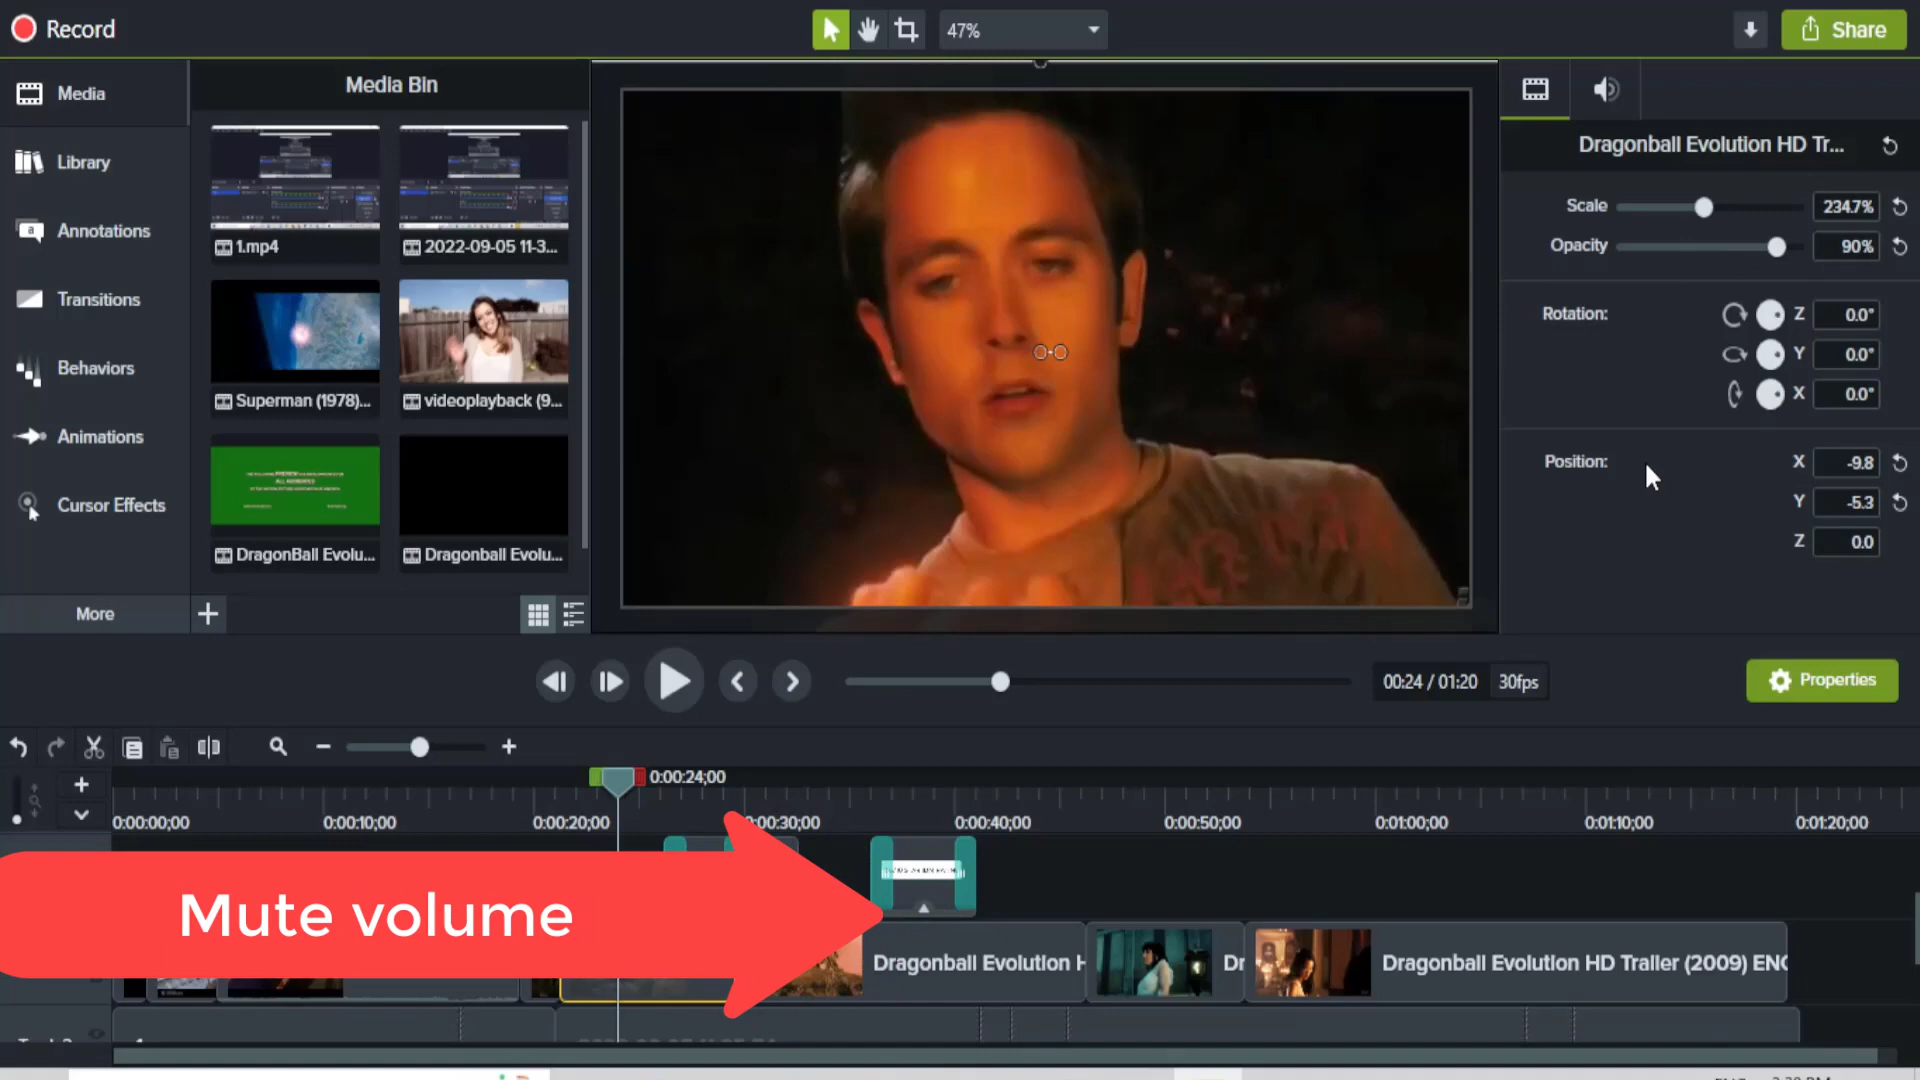 Record
47%
Share
Media
Media Bin
Library
Annotations
Transitions
Behaviors
Animations
Cursor Effects
More
1.mp4
2022-09-05 11-3...
Superman (1978)...
videoplayback (9...
DragonBall Evolu...
Dragonball Evolu...
Dragonball Evolution HD Tr...
Scale
234.7%
Opacity
90%
Rotation:
Z
0.0°
Y
0.0°
X
0.0°
Position:
X
-9.8
Y
-5.3
Z
0.0
00:24 / 01:20
30fps
Properties
0:00:24;00
0:00:00;00
0:00:10;00
0:00:20;00
0:00:30;00
0:00:40;00
0:00:50;00
0:01:00;00
0:01:10;00
0:01:20;00
Mute volume
Dragonball Evolution H
Dr
Dragonball Evolution HD Trailer (2009) ENG